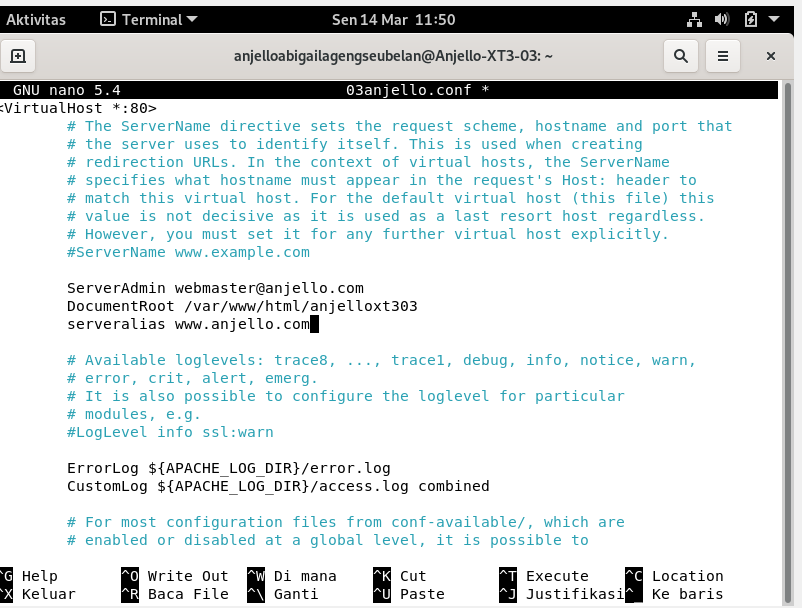 Aktivitas Terminal Sen 14 Mar 11:50
anjelloabigailagengseubelan@Anjello-XT3-03: ~
GNU nano 5.4 03anjello.conf *
<VirtualHost *:80>
# The ServerName directive sets the request scheme, hostname and port that
# the server uses to identify itself. This is used when creating
# redirection URLs. In the context of virtual hosts, the ServerName
# specifies what hostname must appear in the request's Host: header to
# match this virtual host. For the default virtual host (this file) this
# value is not decisive as it is used as a last resort host regardless.
# However, you must set it for any further virtual host explicitly.
#ServerName www.example.com
ServerAdmin webmaster@anjello.com
DocumentRoot /var/www/html/anjelloxt303
serveralias www.anjello.com
# Available loglevels: trace8, ..., trace1, debug, info, notice, warn,
# error, crit, alert, emerg.
# It is also possible to configure the loglevel for particular
# modules, e.g.
#LogLevel info ssl:warn
ErrorLog ${APACHE_LOG_DIR}/error.log
CustomLog ${APACHE_LOG_DIR}/access.log combined
# For most configuration files from conf-available/, which are
# enabled or disabled at a global level, it is possible to
^G Help ^O Write Out ^W Di mana ^K Cut ^T Execute ^C Location
^X Keluar ^R Baca File ^\ Ganti ^U Paste ^J Justifikasi^_ Ke baris